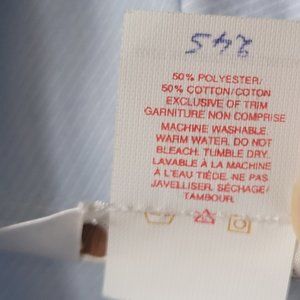 245
50% POLYESTER/
50% COTTON/COTON
EXCLUSIVE OF TRIM
GARNITURE NON COMPRISE
MACHINE WASHABLE.
WARM WATER, DO NOT
BLEACH. TUMBLE DRY.
LAVABLE À LA MACHINE
À L'EAU TIÈDE. NE PAS
JAVELLISER. SÉCHAGE/
TAMBOUR